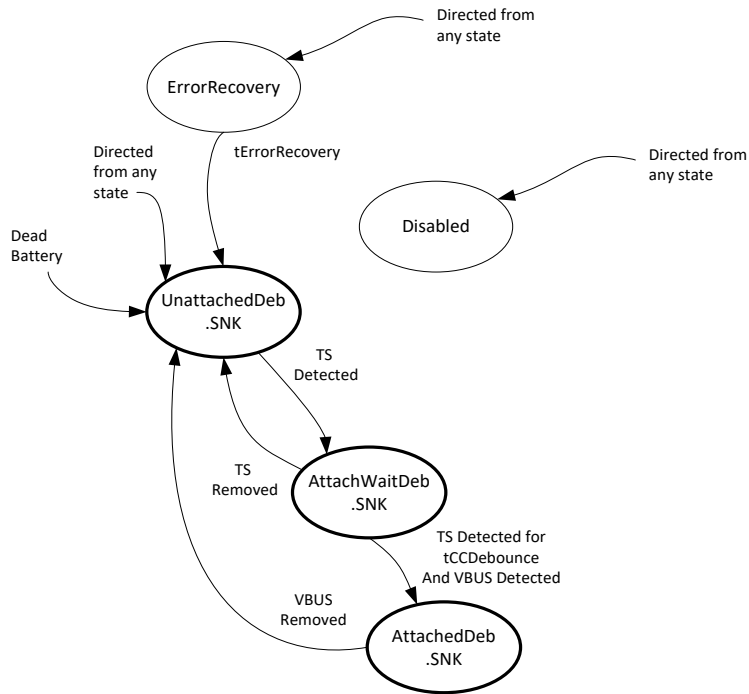 Directed from
any state
ErrorRecovery
tErrorRecovery
Directed
from any
state
Directed from
any state
Disabled
Dead
Battery
UnattachedDeb
.SNK
TS
Detected
TS
Removed
AttachWaitDeb
.SNK
TS Detected for
tCCDebounce
And VBUS Detected
VBUS
Removed
AttachedDeb
.SNK